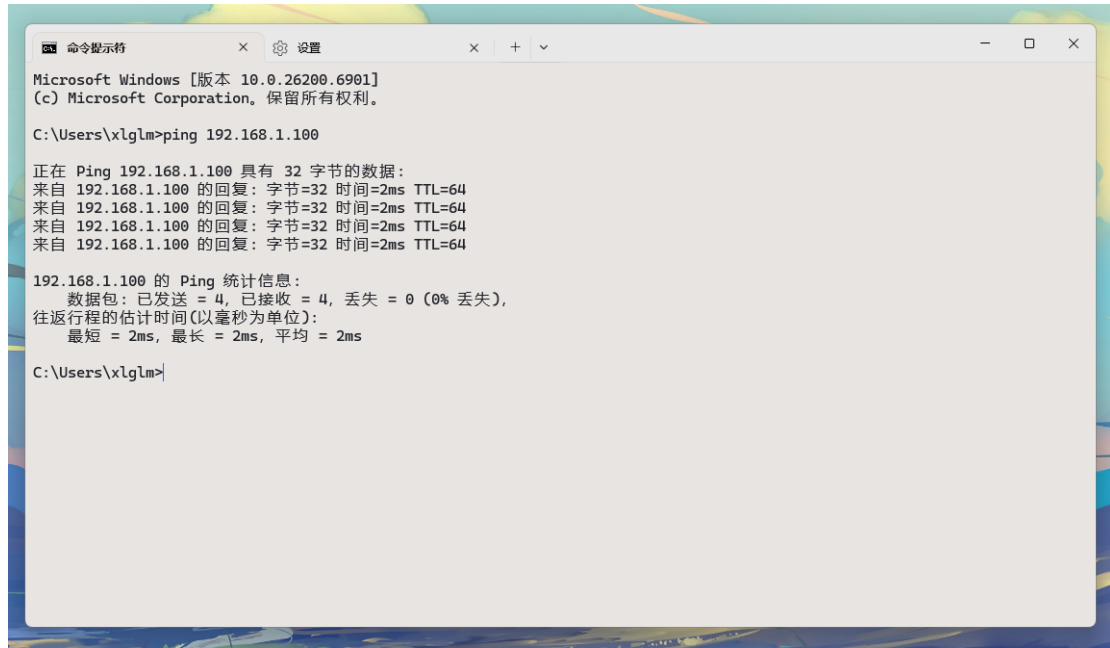 命令提示符
设置
Microsoft Windows [版本 10.0.26200.6901]
(c) Microsoft Corporation。保留所有权利。
C:\Users\xlglm>ping 192.168.1.100
正在 Ping 192.168.1.100 具有 32 字节的数据:
来自 192.168.1.100 的回复: 字节=32 时间=2ms TTL=64
来自 192.168.1.100 的回复: 字节=32 时间=2ms TTL=64
来自 192.168.1.100 的回复: 字节=32 时间=2ms TTL=64
来自 192.168.1.100 的回复: 字节=32 时间=2ms TTL=64
192.168.1.100 的 Ping 统计信息:
    数据包: 已发送 = 4，已接收 = 4，丢失 = 0 (0% 丢失)，
往返行程的估计时间(以毫秒为单位):
    最短 = 2ms，最长 = 2ms，平均 = 2ms
C:\Users\xlglm>